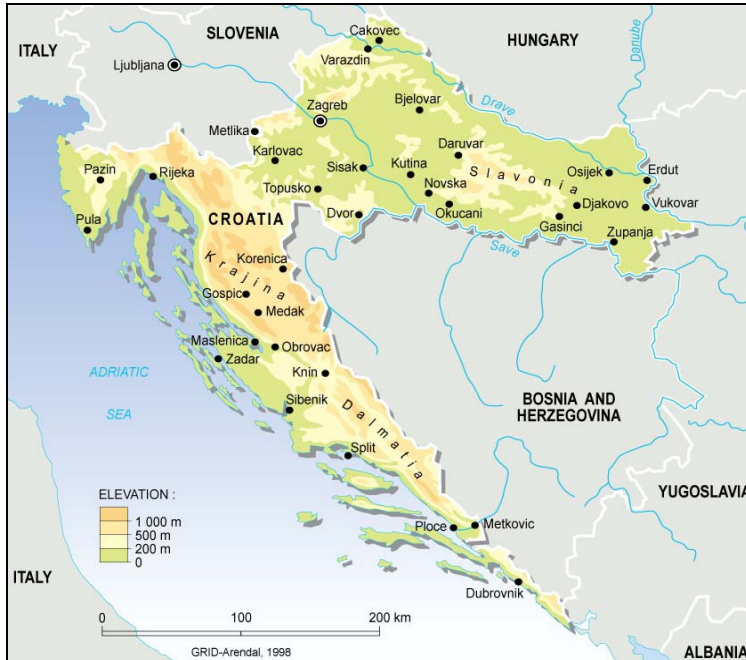 ITALY
SLOVENIA
HUNGARY
Danube
Cakovec
Varazdin
Ljubljana
Drave
Zagreb
Bjelovar
Metlika
Karlovac
Daruvar
Sisak
Kutina
Slavonia
Osijek
Erdut
Pazin
Rijeka
Topusko
Novska
Djakovo
Vukovar
Pula
CROATIA
Dvor
Okucani
Gasinci
Zupanja
Save
Korenica
Krajina
Gospic
Medak
Maslenica
Obrovac
Zadar
ADRIATIC
SEA
Knin
Sibenik
Dalmatia
BOSNIA AND
HERZEGOVINA
Split
YUGOSLAVIA
ELEVATION :
1 000 m
500 m
200 m
0
Ploce
Metkovic
ITALY
Dubrovnik
0 100 200 km
GRID-Arendal, 1998
ALBANIA